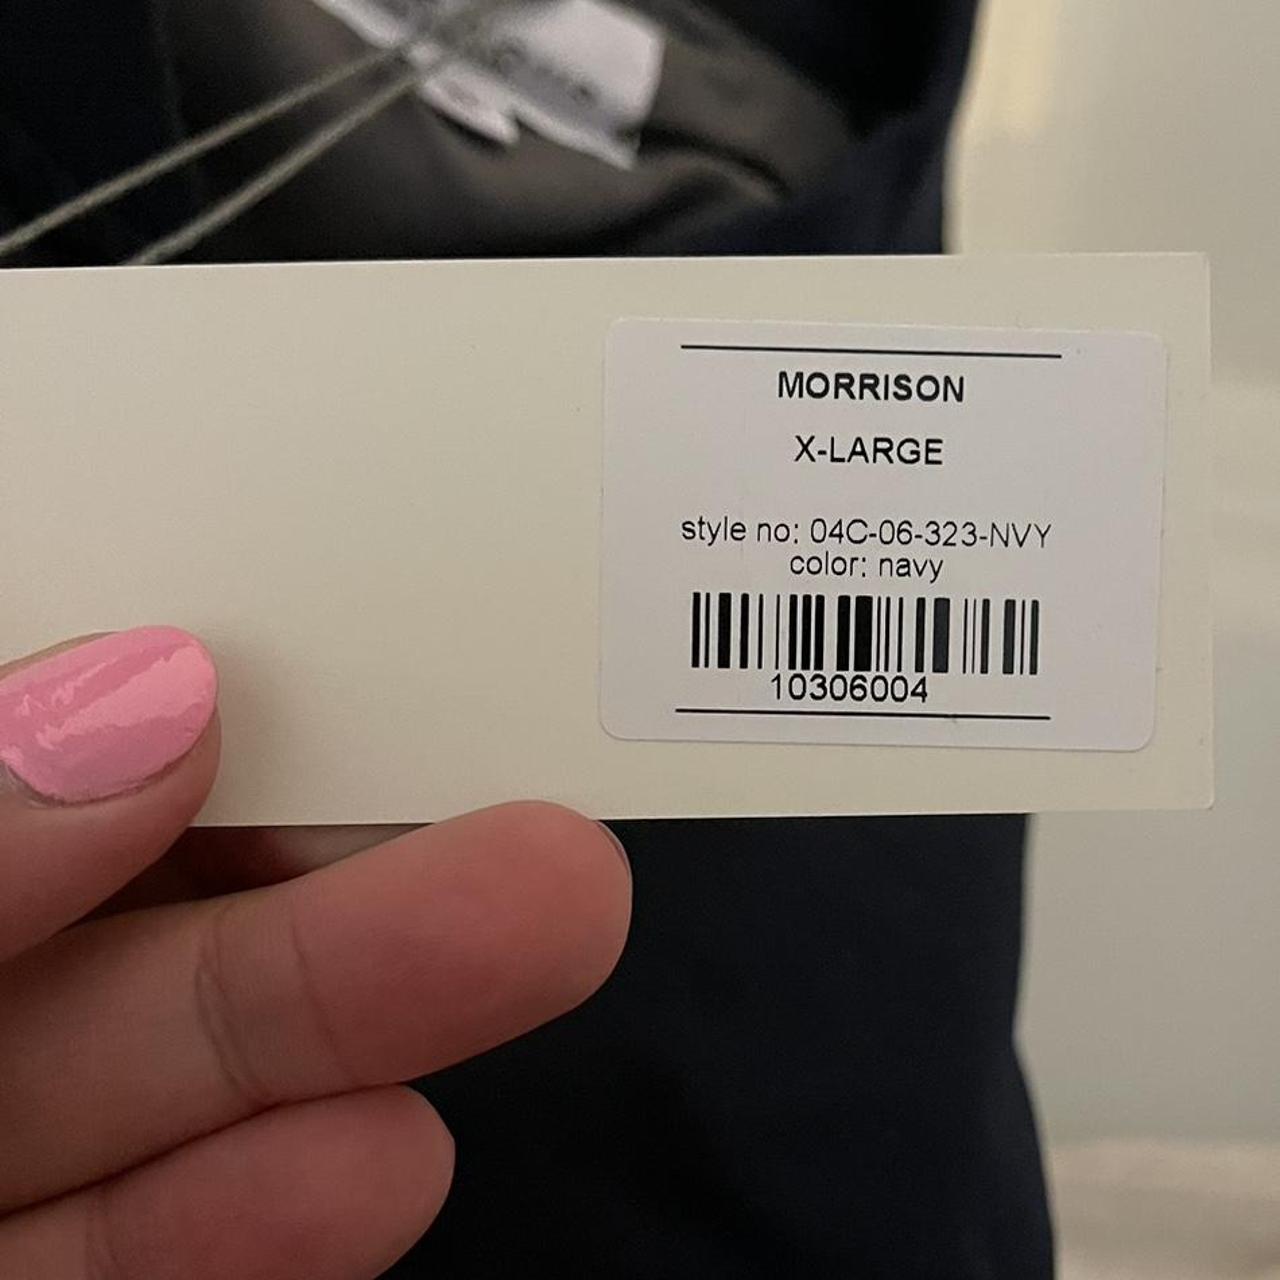 MORRISON
X-LARGE
style no: 04C-06-323-NVY
color: navy
10306004